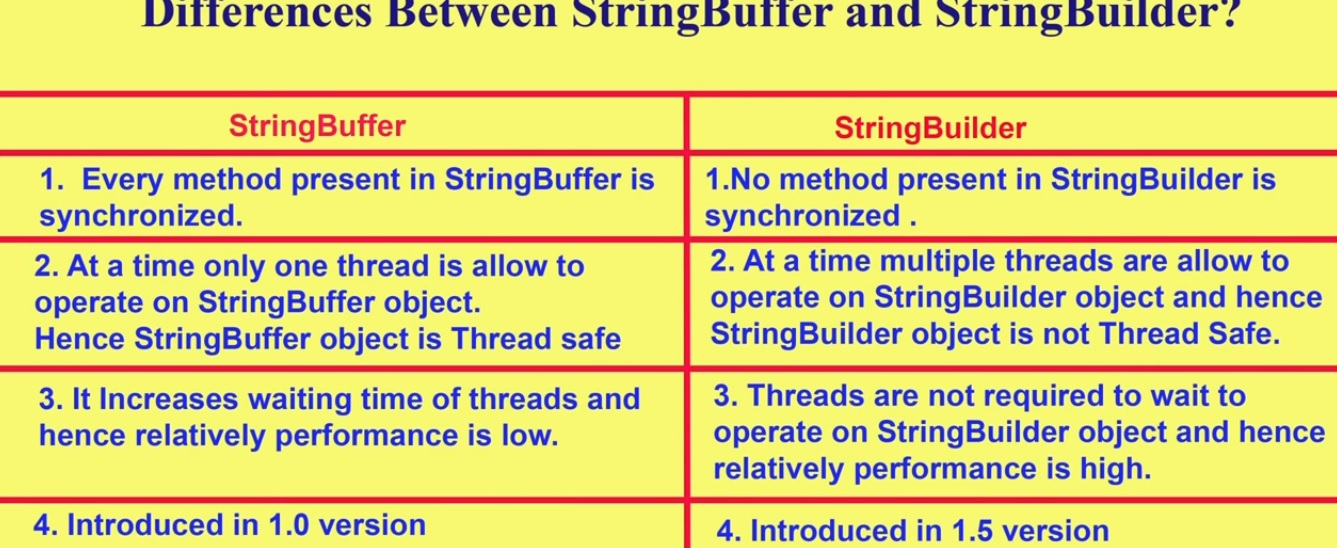 Differences Between StringBuffer and StringBuilder?
StringBuffer
StringBuilder
1. Every method present in StringBuffer is
synchronized.
1.No method present in StringBuilder is
synchronized .
2. At a time only one thread is allow to
operate on StringBuffer object.
Hence StringBuffer object is Thread safe
2. At a time multiple threads are allow to
operate on StringBuilder object and hence
StringBuilder object is not Thread Safe.
3. It Increases waiting time of threads and
hence relatively performance is low.
3. Threads are not required to wait to
operate on StringBuilder object and hence
relatively performance is high.
4. Introduced in 1.0 version
4. Introduced in 1.5 version